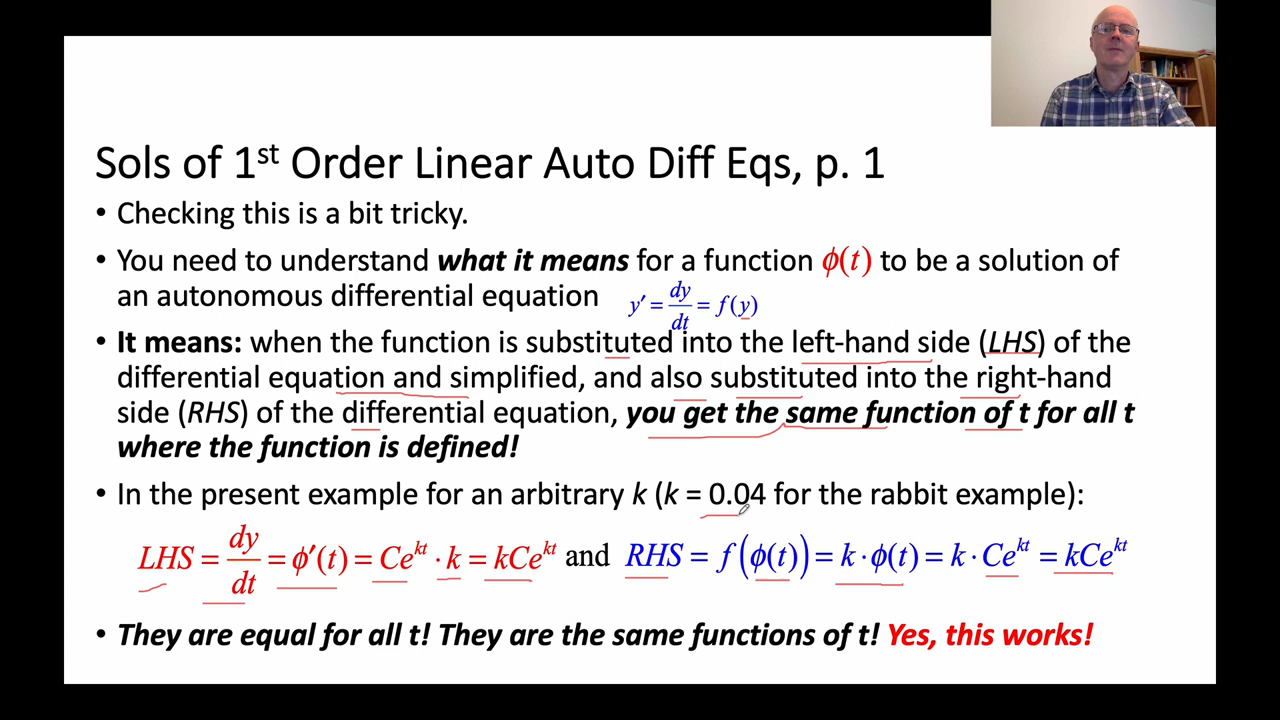 Sols of 1st Order Linear Auto Diff Eqs, p. 1
• Checking this is a bit tricky.
• You need to understand what it means for a function ϕ(t) to be a solution of
an autonomous differential equation y′ = dy/dt = f(y)
• It means: when the function is substituted into the left-hand side (LHS) of the
differential equation and simplified, and also substituted into the right-hand
side (RHS) of the differential equation, you get the same function of t for all t
where the function is defined!
• In the present example for an arbitrary k (k = 0.04 for the rabbit example):
LHS = dy/dt = ϕ′(t) = Ce^{kt} · k = kCe^{kt} and RHS = f(ϕ(t)) = k · ϕ(t) = k · Ce^{kt} = kCe^{kt}
• They are equal for all t! They are the same functions of t! Yes, this works!